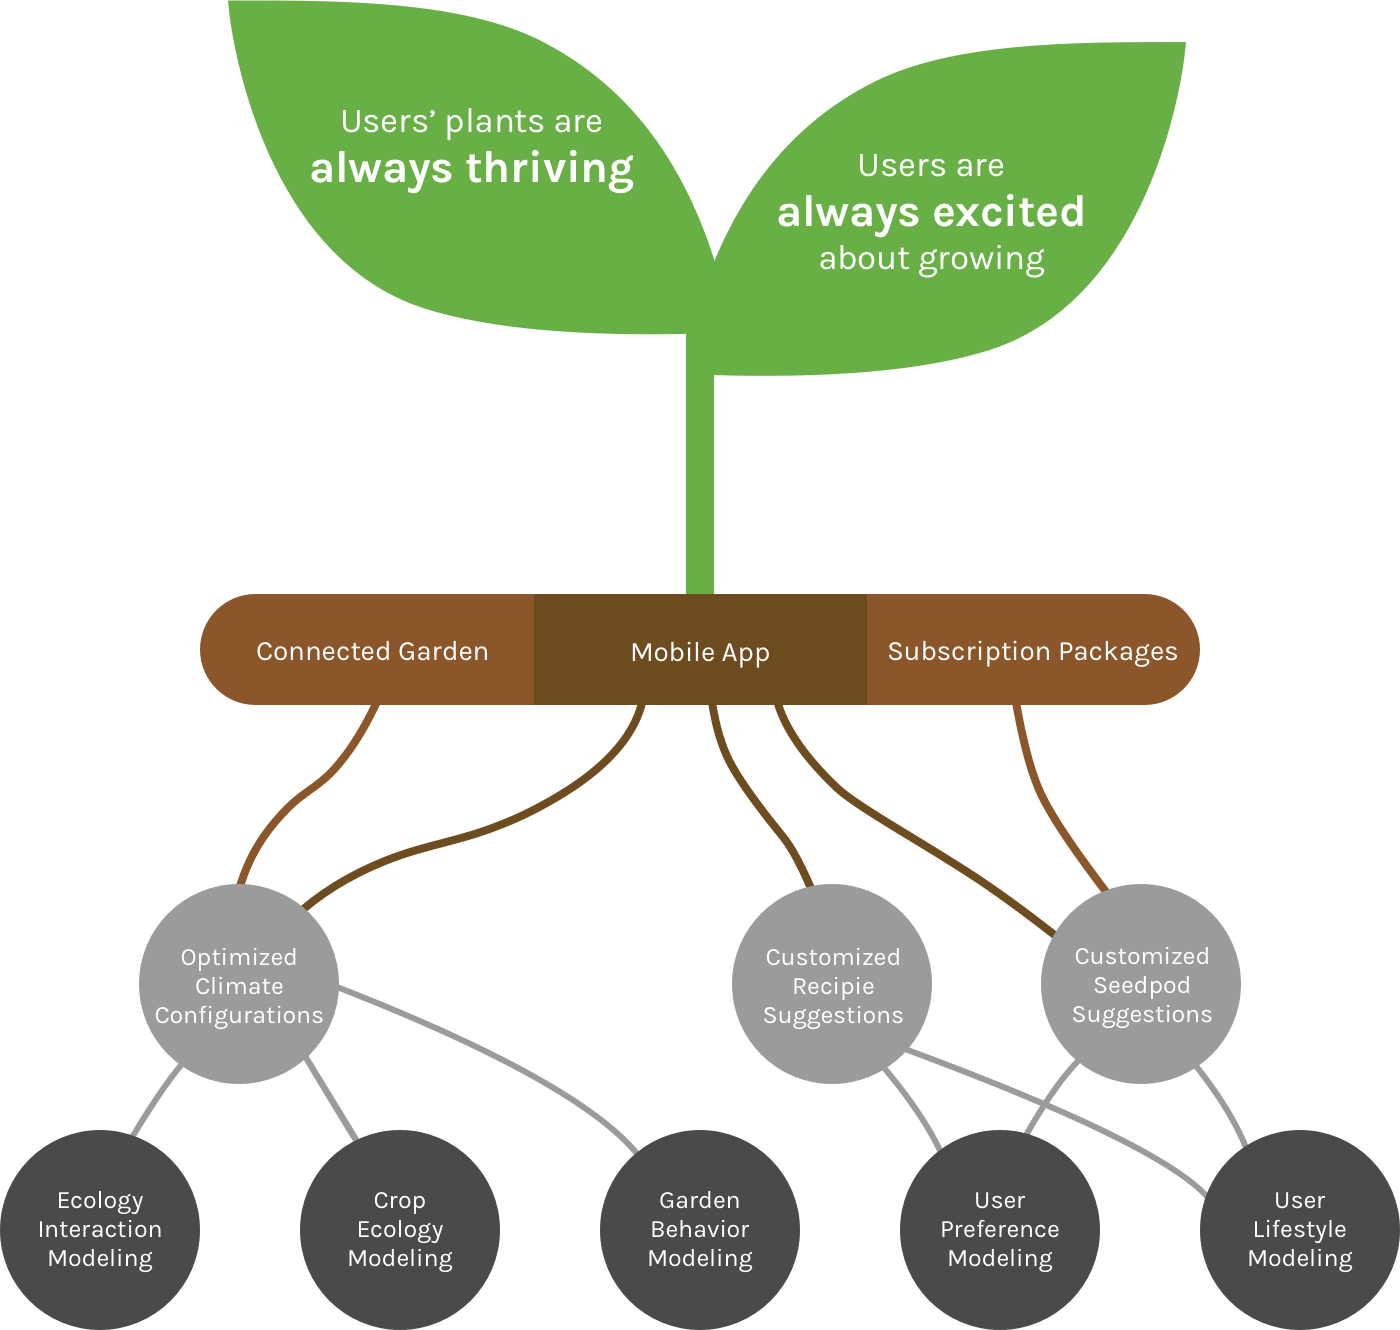 Users’ plants are
always thriving
Users are
always excited
about growing
Connected Garden
Mobile App
Subscription Packages
Optimized
Climate
Configurations
Customized
Recipie
Suggestions
Customized
Seedpod
Suggestions
Ecology
Interaction
Modeling
Crop
Ecology
Modeling
Garden
Behavior
Modeling
User
Preference
Modeling
User
Lifestyle
Modeling